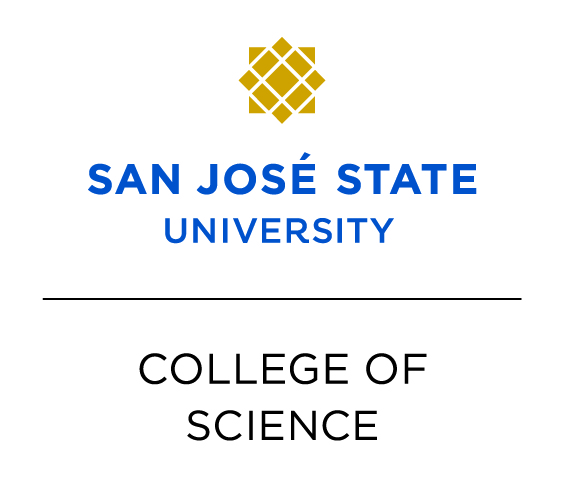 SAN JOSÉ STATE
UNIVERSITY
COLLEGE OF
SCIENCE